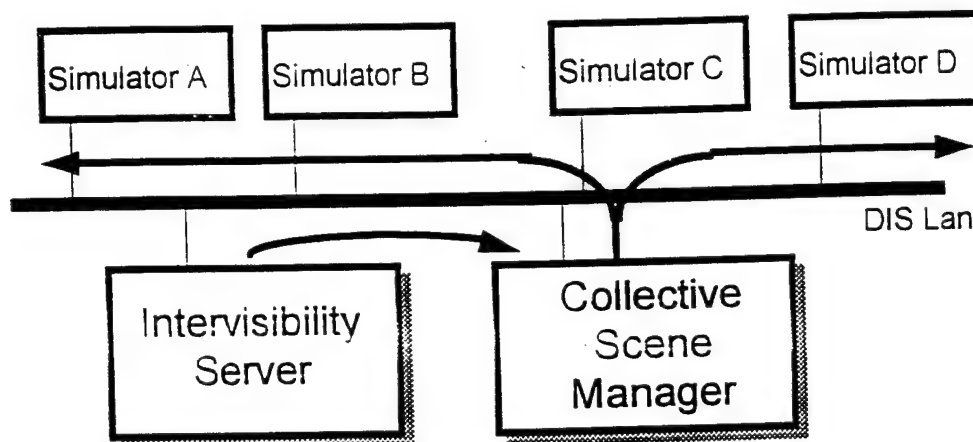 Simulator A
Simulator B
Simulator C
Simulator D
DIS Lan
Intervisibility
Server
Collective
Scene
Manager